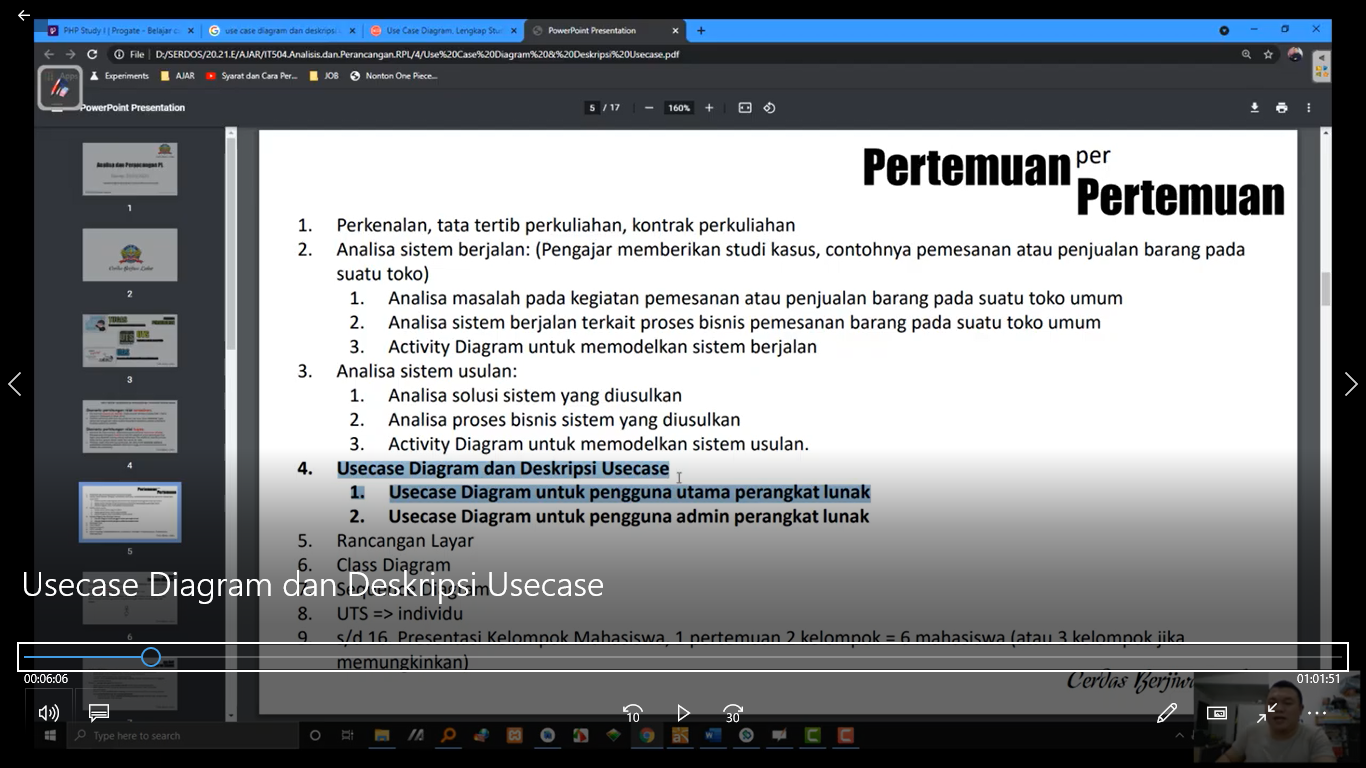 PHP Study I | Progate - Belajar c
use case diagram dan deskripsi
Use Case Diagram. Lengkap Stu
PowerPoint Presentation
File
D:/SERDOS/20.21.E/AJAR/IT504.Analisis.dan.Perancangan.RPL/4/Use%20Case%20Diagram%20&%20Deskripsi%20Usecase.pdf
Experiments
AJAR
Syarat dan Cara Per...
JOB
Nonton One Piece...
PowerPoint Presentation
5 / 17
160%
1
2
3
4
5
6
Pertemuan per
Pertemuan
1. Perkenalan, tata tertib perkuliahan, kontrak perkuliahan
2. Analisa sistem berjalan: (Pengajar memberikan studi kasus, contohnya pemesanan atau penjualan barang pada
suatu toko)
1. Analisa masalah pada kegiatan pemesanan atau penjualan barang pada suatu toko umum
2. Analisa sistem berjalan terkait proses bisnis pemesanan barang pada suatu toko umum
3. Activity Diagram untuk memodelkan sistem berjalan
3. Analisa sistem usulan:
1. Analisa solusi sistem yang diusulkan
2. Analisa proses bisnis sistem yang diusulkan
3. Activity Diagram untuk memodelkan sistem usulan.
4. Usecase Diagram dan Deskripsi Usecase
1. Usecase Diagram untuk pengguna utama perangkat lunak
2. Usecase Diagram untuk pengguna admin perangkat lunak
5. Rancangan Layar
6. Class Diagram
7. Sequence Diagram
8. UTS => individu
9. s/d 16. Presentasi Kelompok Mahasiswa, 1 pertemuan 2 kelompok = 6 mahasiswa (atau 3 kelompok jika
memungkinkan)
Cerdas Berjiw
Usecase Diagram dan Deskripsi Usecase
00:06:06
01:01:51
10
30
Type here to search